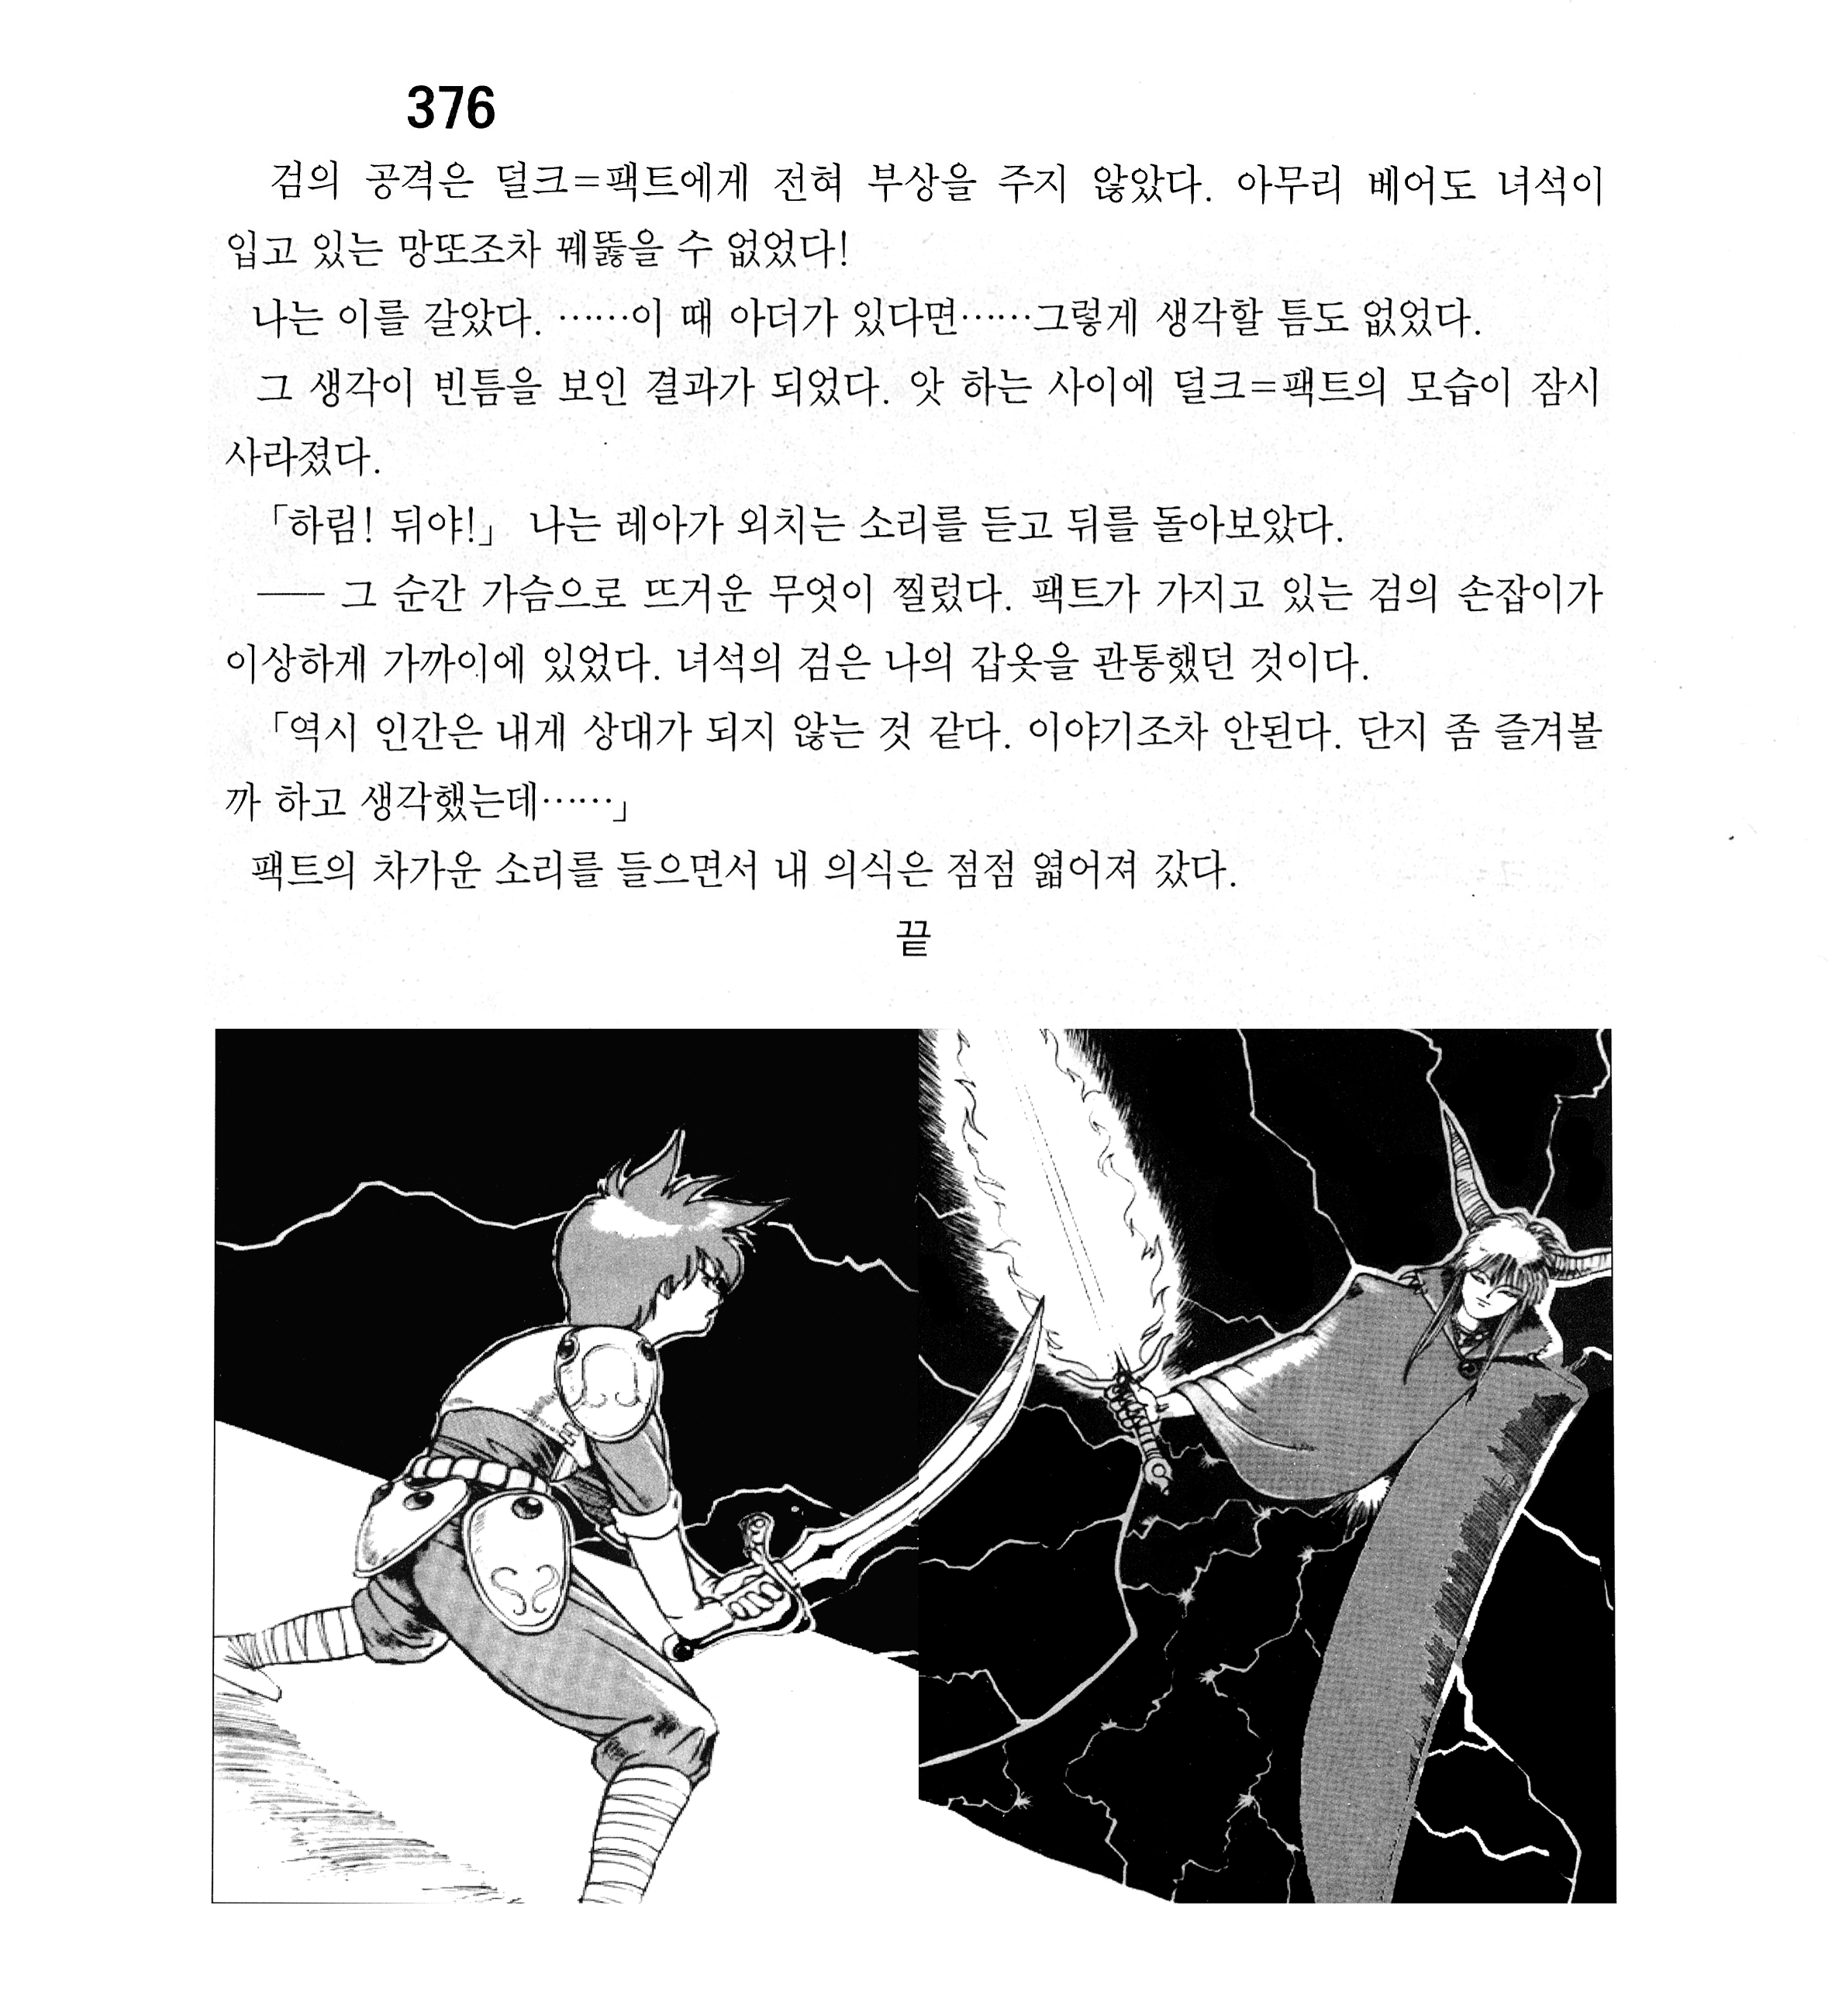 376
검의 공격은 덜크=팩트에게 전혀 부상을 주지 않았다. 아무리 베어도 녀석이
입고 있는 망또조차 꿰뚫을 수 없었다!
나는 이를 갈았다. ……이 때 아더가 있다면……그렇게 생각할 틈도 없었다.
그 생각이 빈틈을 보인 결과가 되었다. 앗 하는 사이에 덜크=팩트의 모습이 잠시
사라졌다.
「하림! 뒤야!」 나는 레아가 외치는 소리를 듣고 뒤를 돌아보았다.
── 그 순간 가슴으로 뜨거운 무엇이 찔렀다. 팩트가 가지고 있는 검의 손잡이가
이상하게 가까이에 있었다. 녀석의 검은 나의 갑옷을 관통했던 것이다.
「역시 인간은 내게 상대가 되지 않는 것 같다. 이야기조차 안된다. 단지 좀 즐겨볼
까 하고 생각했는데……」
팩트의 차가운 소리를 들으면서 내 의식은 점점 엷어져 갔다.
끝